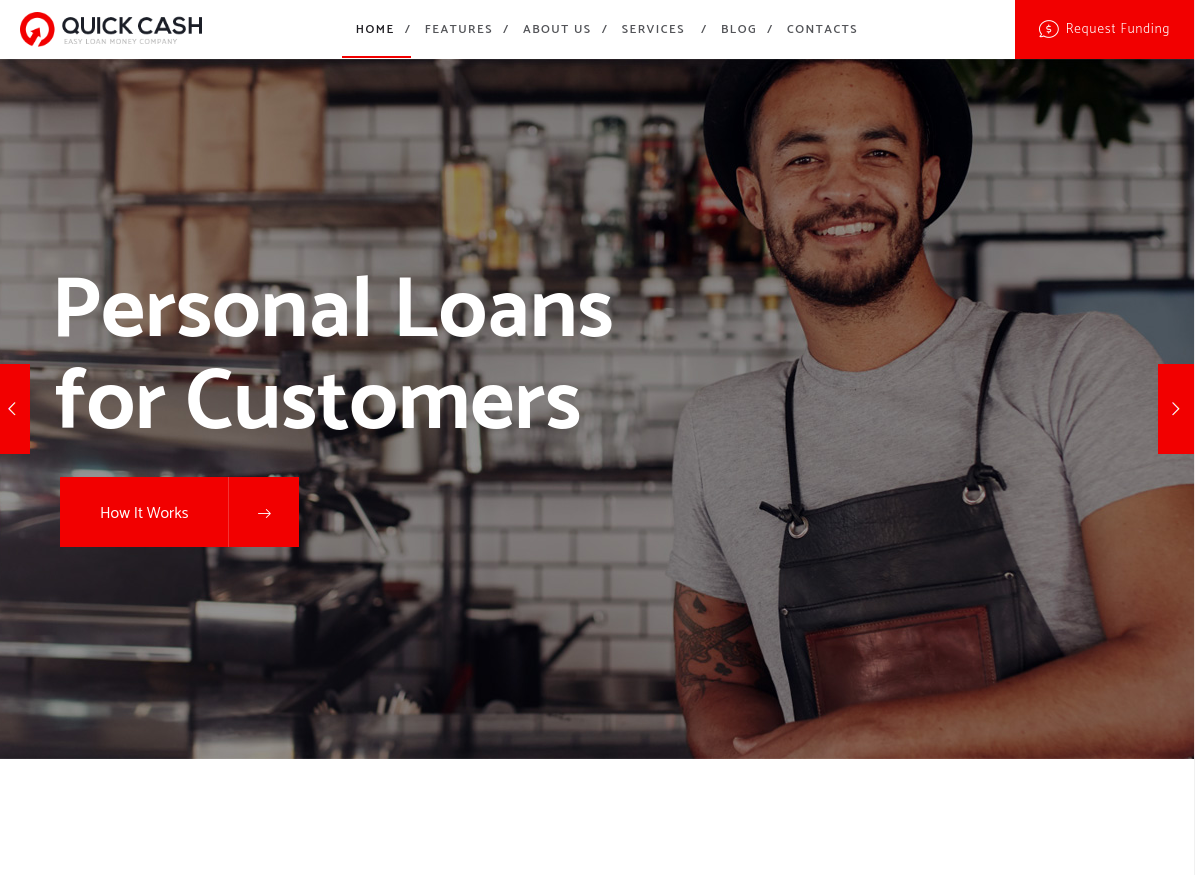 QUICK CASH
EASY LOAN MONEY COMPANY
HOME / FEATURES / ABOUT US / SERVICES / BLOG / CONTACTS
Request Funding
Personal Loans
for Customers
How It Works